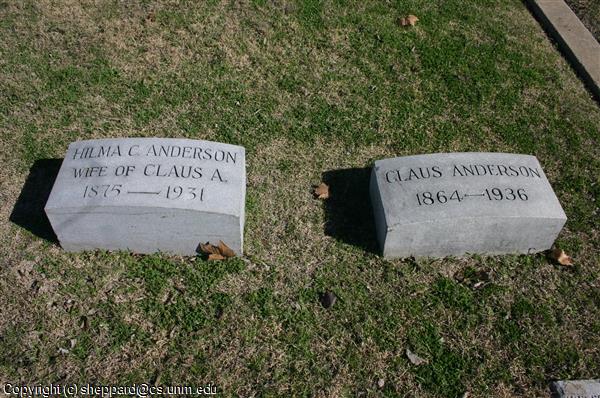 HILMA C. ANDERSON
WIFE OF CLAUS A.
1875 — 1931
CLAUS ANDERSON
1864 — 1936
Copyright (c) sheppard@cs.unm.edu